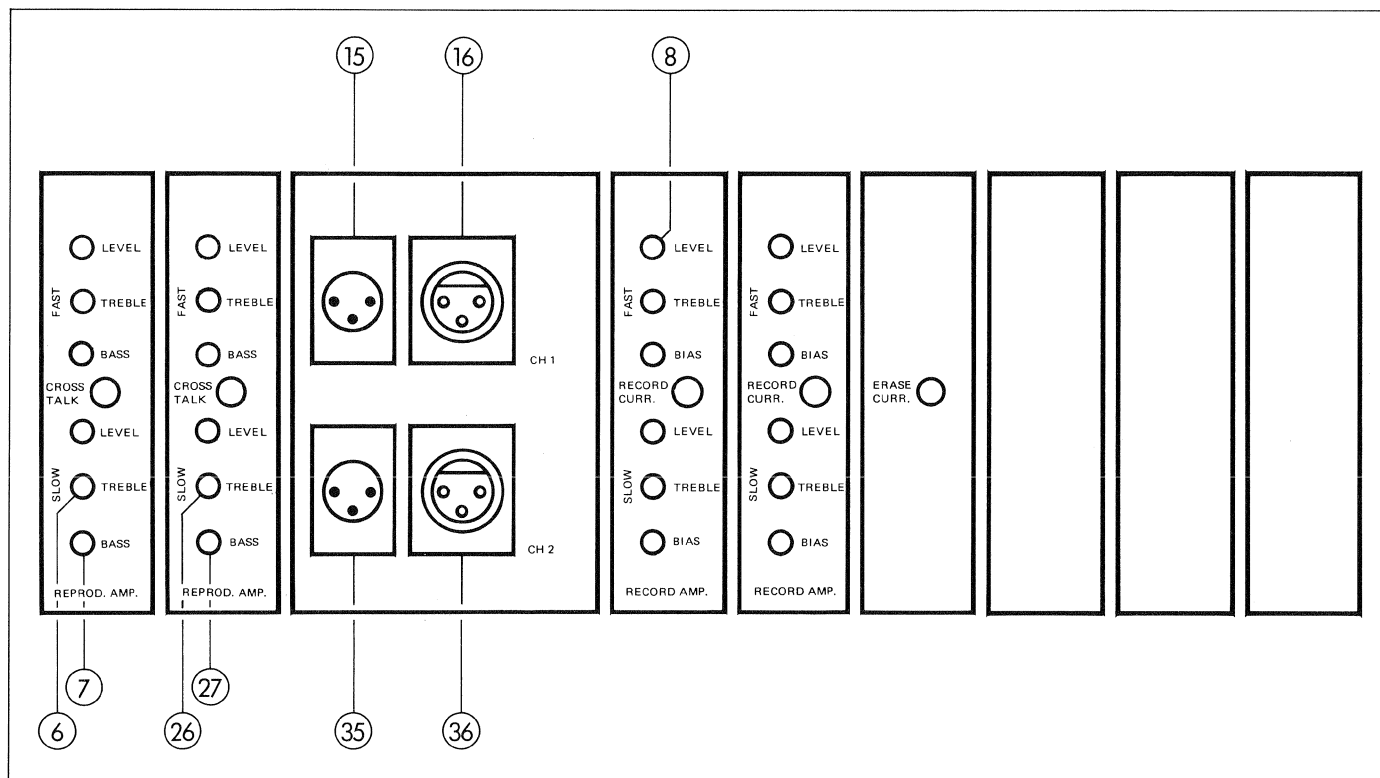 15 16 8
LEVEL
FAST
TREBLE
BASS
CROSS
TALK
LEVEL
SLOW
TREBLE
BASS
REPROD. AMP.
LEVEL
FAST
TREBLE
BASS
CROSS
TALK
LEVEL
SLOW
TREBLE
BASS
REPROD. AMP.
CH 1
CH 2
LEVEL
FAST
TREBLE
BIAS
RECORD
CURR.
LEVEL
SLOW
TREBLE
BIAS
RECORD AMP.
LEVEL
FAST
TREBLE
BIAS
RECORD
CURR.
LEVEL
SLOW
TREBLE
BIAS
RECORD AMP.
ERASE
CURR.
7 27
6 26 35 36